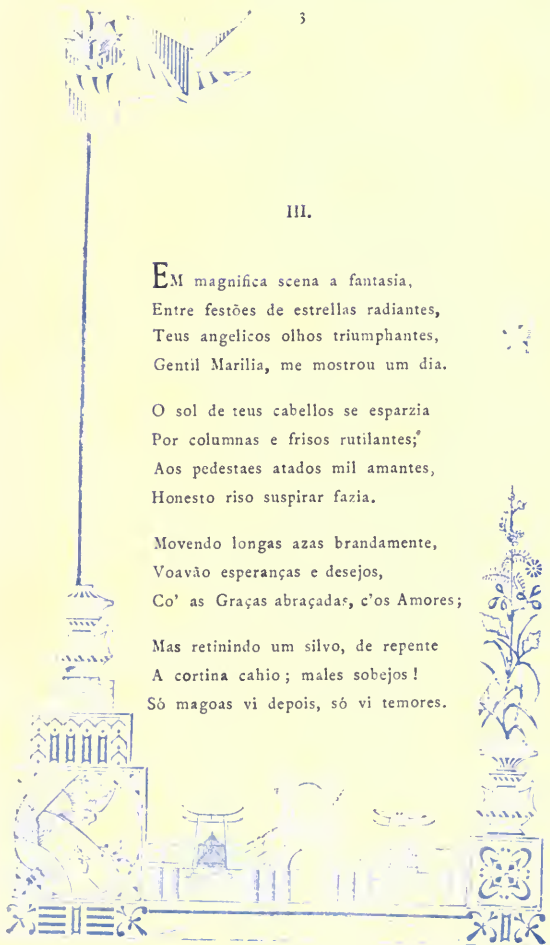 3
III.
EM magnifica scena a fantasia,
Entre festões de estrellas radiantes,
Teus angelicos olhos triumphantes,
Gentil Marilia, me mostrou um dia.
O sol de teus cabellos se esparzia
Por columnas e frisos rutilantes;
Aos pedestaes atados mil amantes,
Honesto riso suspirar fazia.
Movendo longas azas brandamente,
Voavão esperanças e desejos,
Co' as Graças abraçadas, c'os Amores;
Mas retinindo um silvo, de repente
A cortina cahio; males sobejos!
Só magoas vi depois, só vi temores.